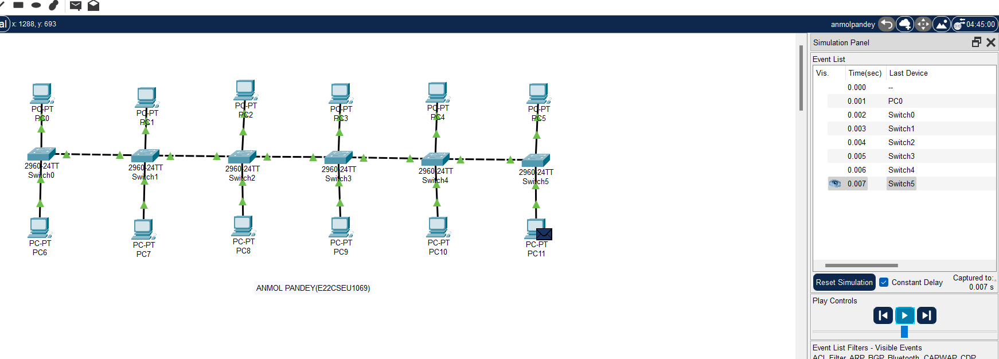 al x: 1288, y: 693 anmolpandey 04:45:00
Simulation Panel
Event List
Vis. Time(sec) Last Device
0.000 --
0.001 PC0
0.002 Switch0
0.003 Switch1
0.004 Switch2
0.005 Switch3
0.006 Switch4
0.007 Switch5
PC-PT
PC0
PC-PT
PC1
PC-PT
PC2
PC-PT
PC3
PC-PT
PC4
PC-PT
PC5
2960-24TT
Switch0
2960-24TT
Switch1
2960-24TT
Switch2
2960-24TT
Switch3
2960-24TT
Switch4
2960-24TT
Switch5
PC-PT
PC6
PC-PT
PC7
PC-PT
PC8
PC-PT
PC9
PC-PT
PC10
PC-PT
PC11
ANMOL PANDEY(E22CSEU1069)
Reset Simulation Constant Delay Captured to:
0.007 s
Play Controls
Event List Filters - Visible Events
ACL Filter, ARP, BGP, Bluetooth, CAPWAP, CDP,